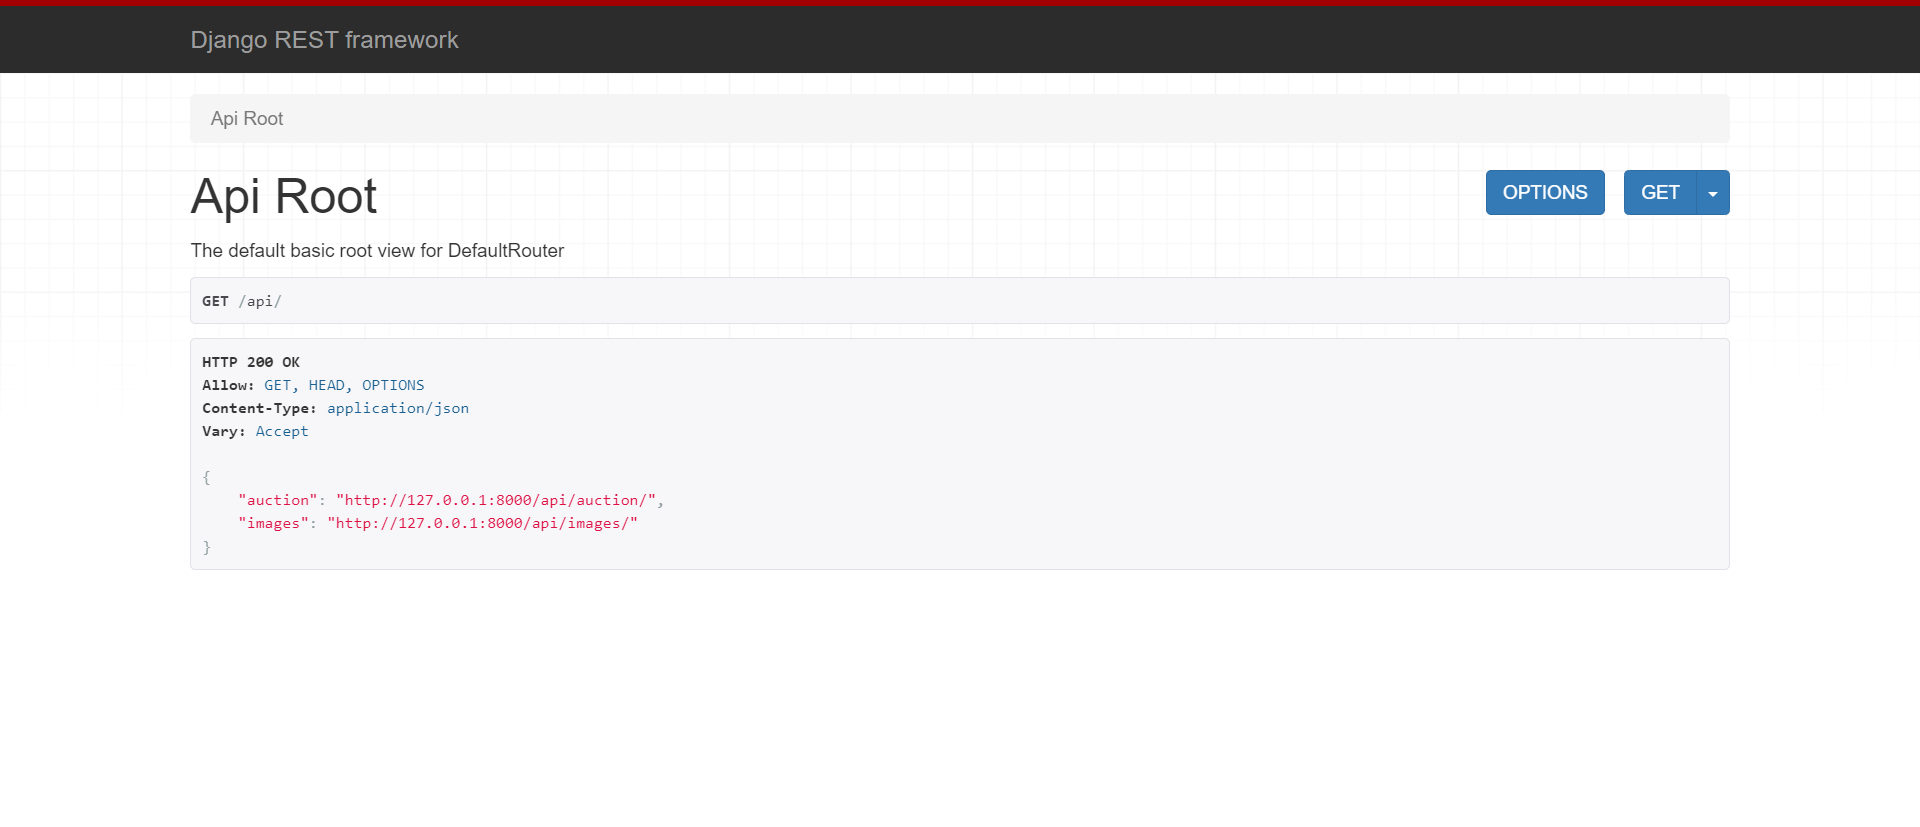 Django REST framework
Api Root
Api Root
OPTIONS
GET
The default basic root view for DefaultRouter
GET /api/
HTTP 200 OK
Allow: GET, HEAD, OPTIONS
Content-Type: application/json
Vary: Accept
{
    "auction": "http://127.0.0.1:8000/api/auction/",
    "images": "http://127.0.0.1:8000/api/images/"
}